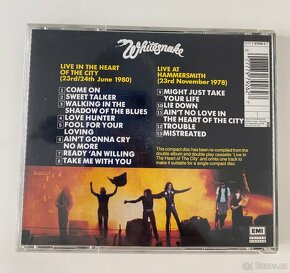 Whitesnake
LIVE IN THE HEART
OF THE CITY
(23rd/24th June 1980)
1 COME ON
2 SWEET TALKER
3 WALKING IN THE
SHADOW OF THE BLUES
4 LOVE HUNTER
5 FOOL FOR YOUR
LOVING
6 AIN'T GONNA CRY
NO MORE
7 READY 'AN WILLING
8 TAKE ME WITH YOU
LIVE AT
HAMMERSMITH
(23rd November 1978)
9 MIGHT JUST TAKE
YOUR LIFE
10 LIE DOWN
11 AIN'T NO LOVE IN
THE HEART OF THE CITY
12 TROUBLE
13 MISTREATED
This compact disc has been re-compiled from the
double album and double play cassette 'Live In
The Heart Of The City' and omits one track to
make it suitable for a single compact disc.
EMI